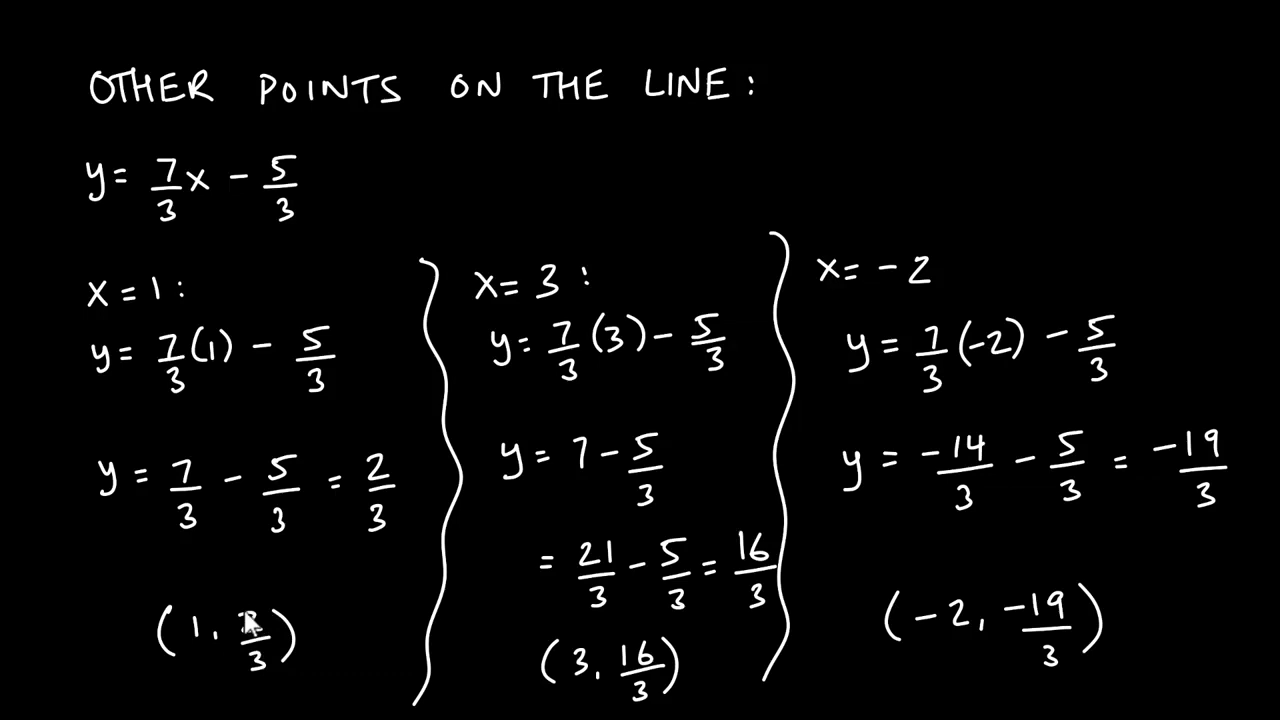 OTHER POINTS ON THE LINE:
y = 7/3 x - 5/3
x = 1:
y = 7/3 (1) - 5/3
y = 7/3 - 5/3 = 2/3
(1, 2/3)
x = 3:
y = 7/3 (3) - 5/3
y = 7 - 5/3
= 21/3 - 5/3 = 16/3
(3, 16/3)
x = -2
y = 7/3 (-2) - 5/3
y = -14/3 - 5/3 = -19/3
(-2, -19/3)